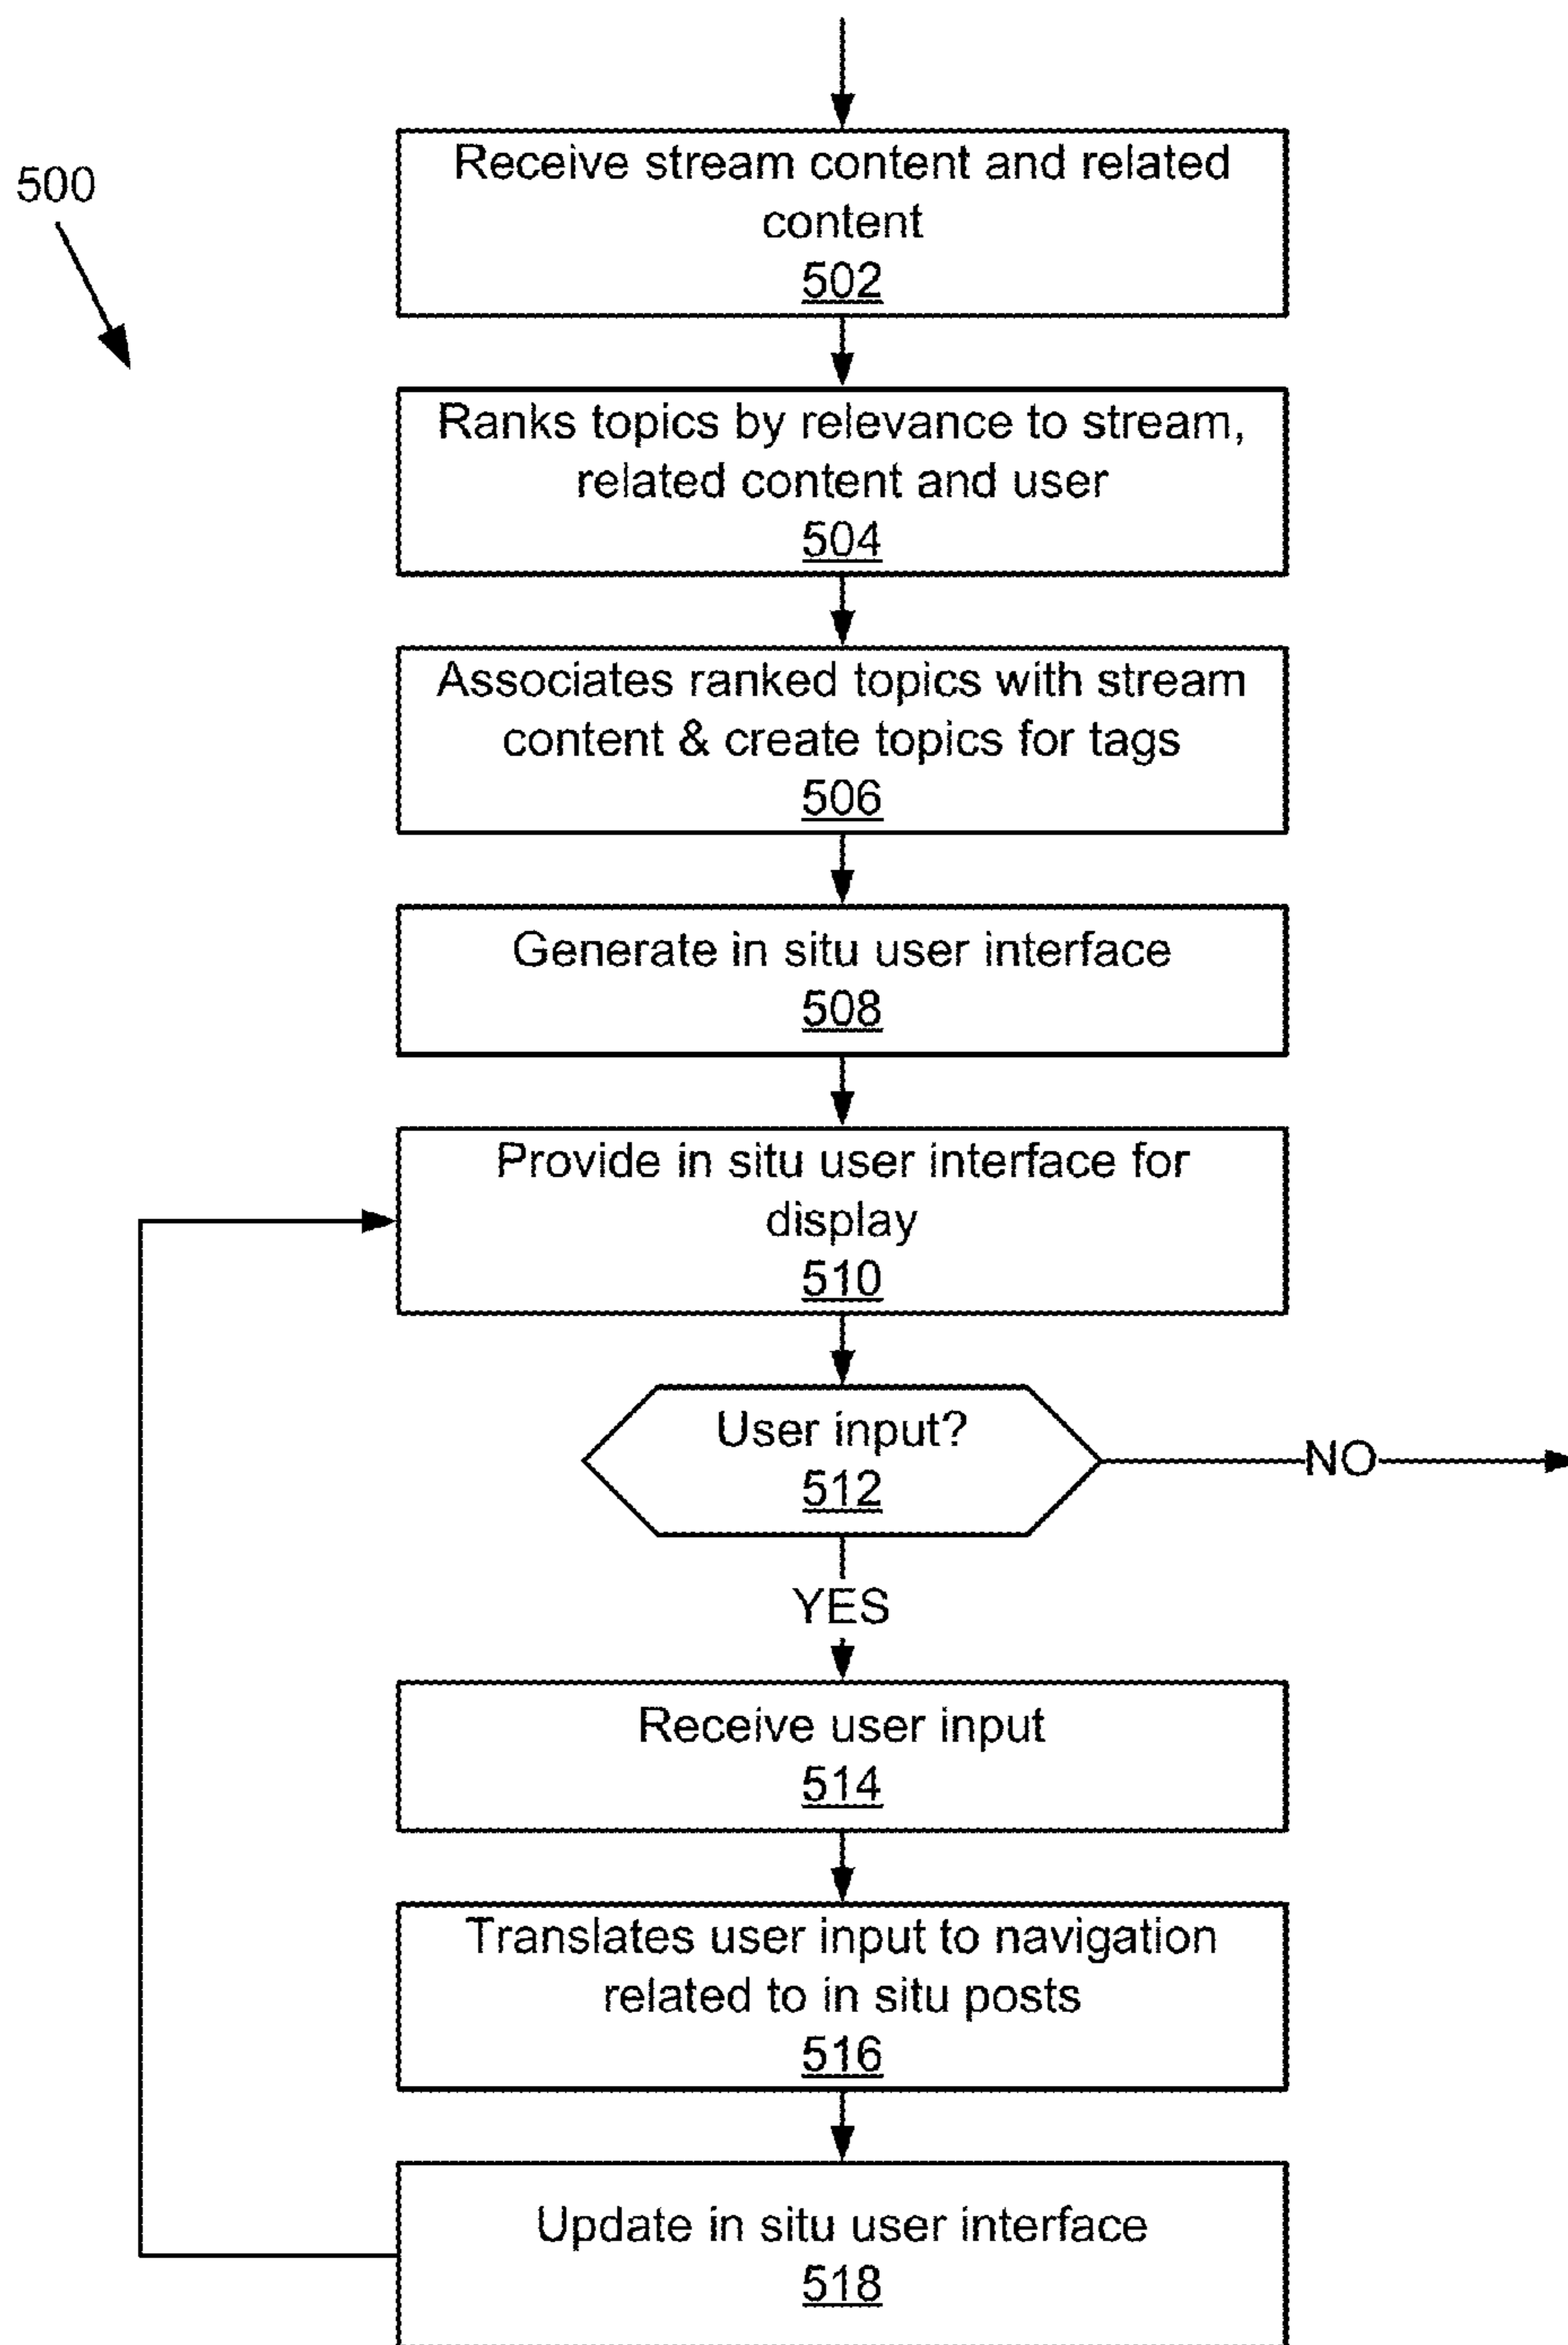 500
Receive stream content and related
content
502
Ranks topics by relevance to stream,
related content and user
504
Associates ranked topics with stream
content & create topics for tags
506
Generate in situ user interface
508
Provide in situ user interface for
display
510
User input?
512
NO
YES
Receive user input
514
Translates user input to navigation
related to in situ posts
516
Update in situ user interface
518